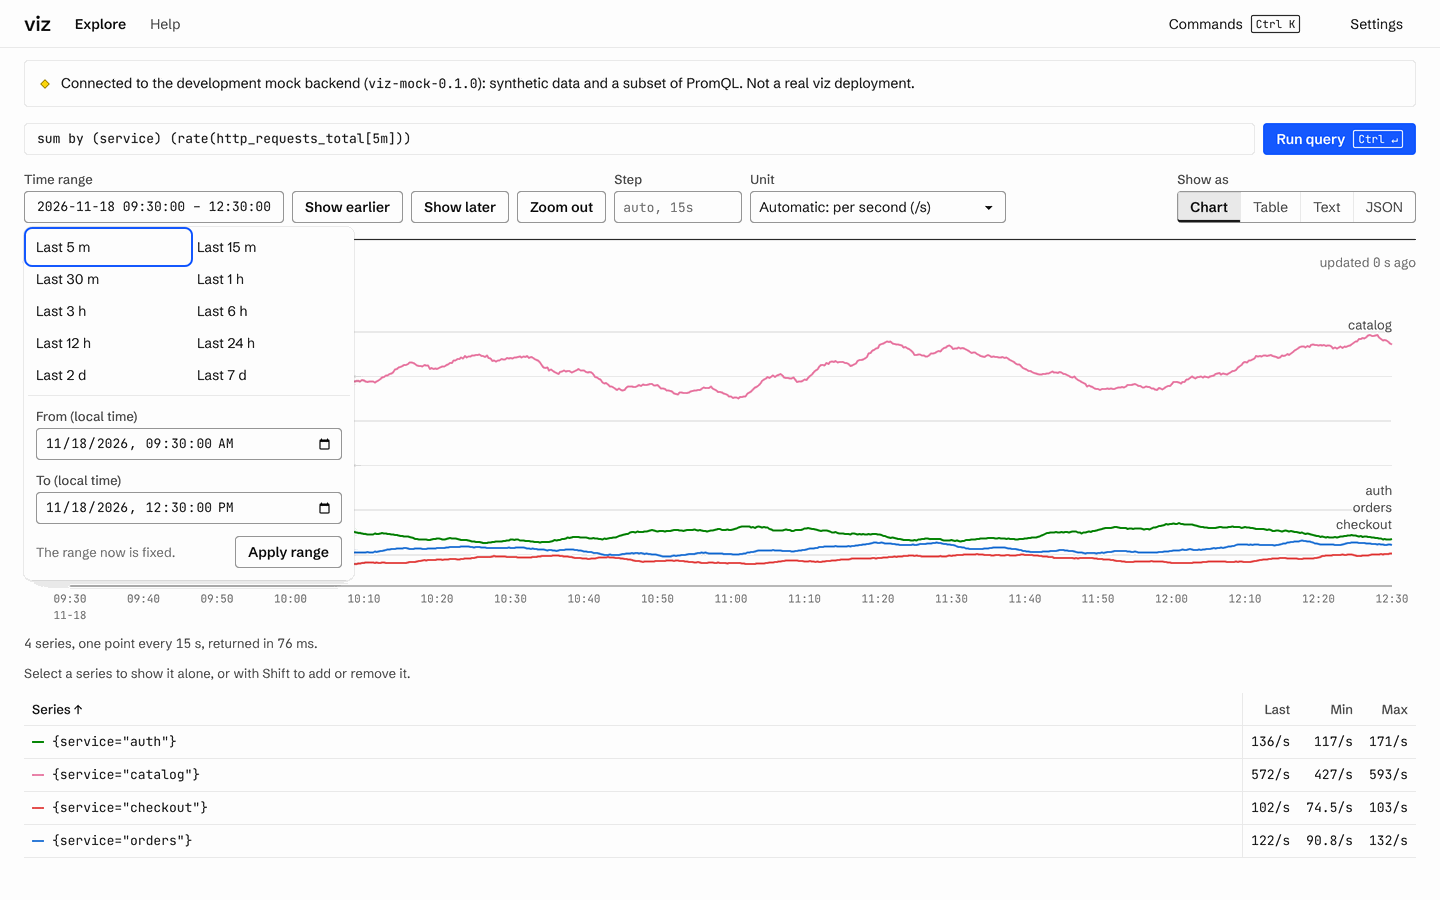 viz Explore Help Commands Ctrl K Settings
Connected to the development mock backend (viz-mock-0.1.0): synthetic data and a subset of PromQL. Not a real viz deployment.
sum by (service) (rate(http_requests_total[5m])) Run query Ctrl ↵
Time range Step Unit Show as
2026-11-18 09:30:00 – 12:30:00 Show earlier Show later Zoom out auto, 15s Automatic: per second (/s) Chart Table Text JSON
Last 5 m Last 15 m
Last 30 m Last 1 h
Last 3 h Last 6 h
Last 12 h Last 24 h
Last 2 d Last 7 d
From (local time)
11/18/2026, 09:30:00 AM
To (local time)
11/18/2026, 12:30:00 PM
The range now is fixed. Apply range
updated 0 s ago
catalog
auth
orders
checkout
09:30 09:40 09:50 10:00 10:10 10:20 10:30 10:40 10:50 11:00 11:10 11:20 11:30 11:40 11:50 12:00 12:10 12:20 12:30
11-18
4 series, one point every 15 s, returned in 76 ms.
Select a series to show it alone, or with Shift to add or remove it.
Series ↑ Last Min Max
{service="auth"} 136/s 117/s 171/s
{service="catalog"} 572/s 427/s 593/s
{service="checkout"} 102/s 74.5/s 103/s
{service="orders"} 122/s 90.8/s 132/s